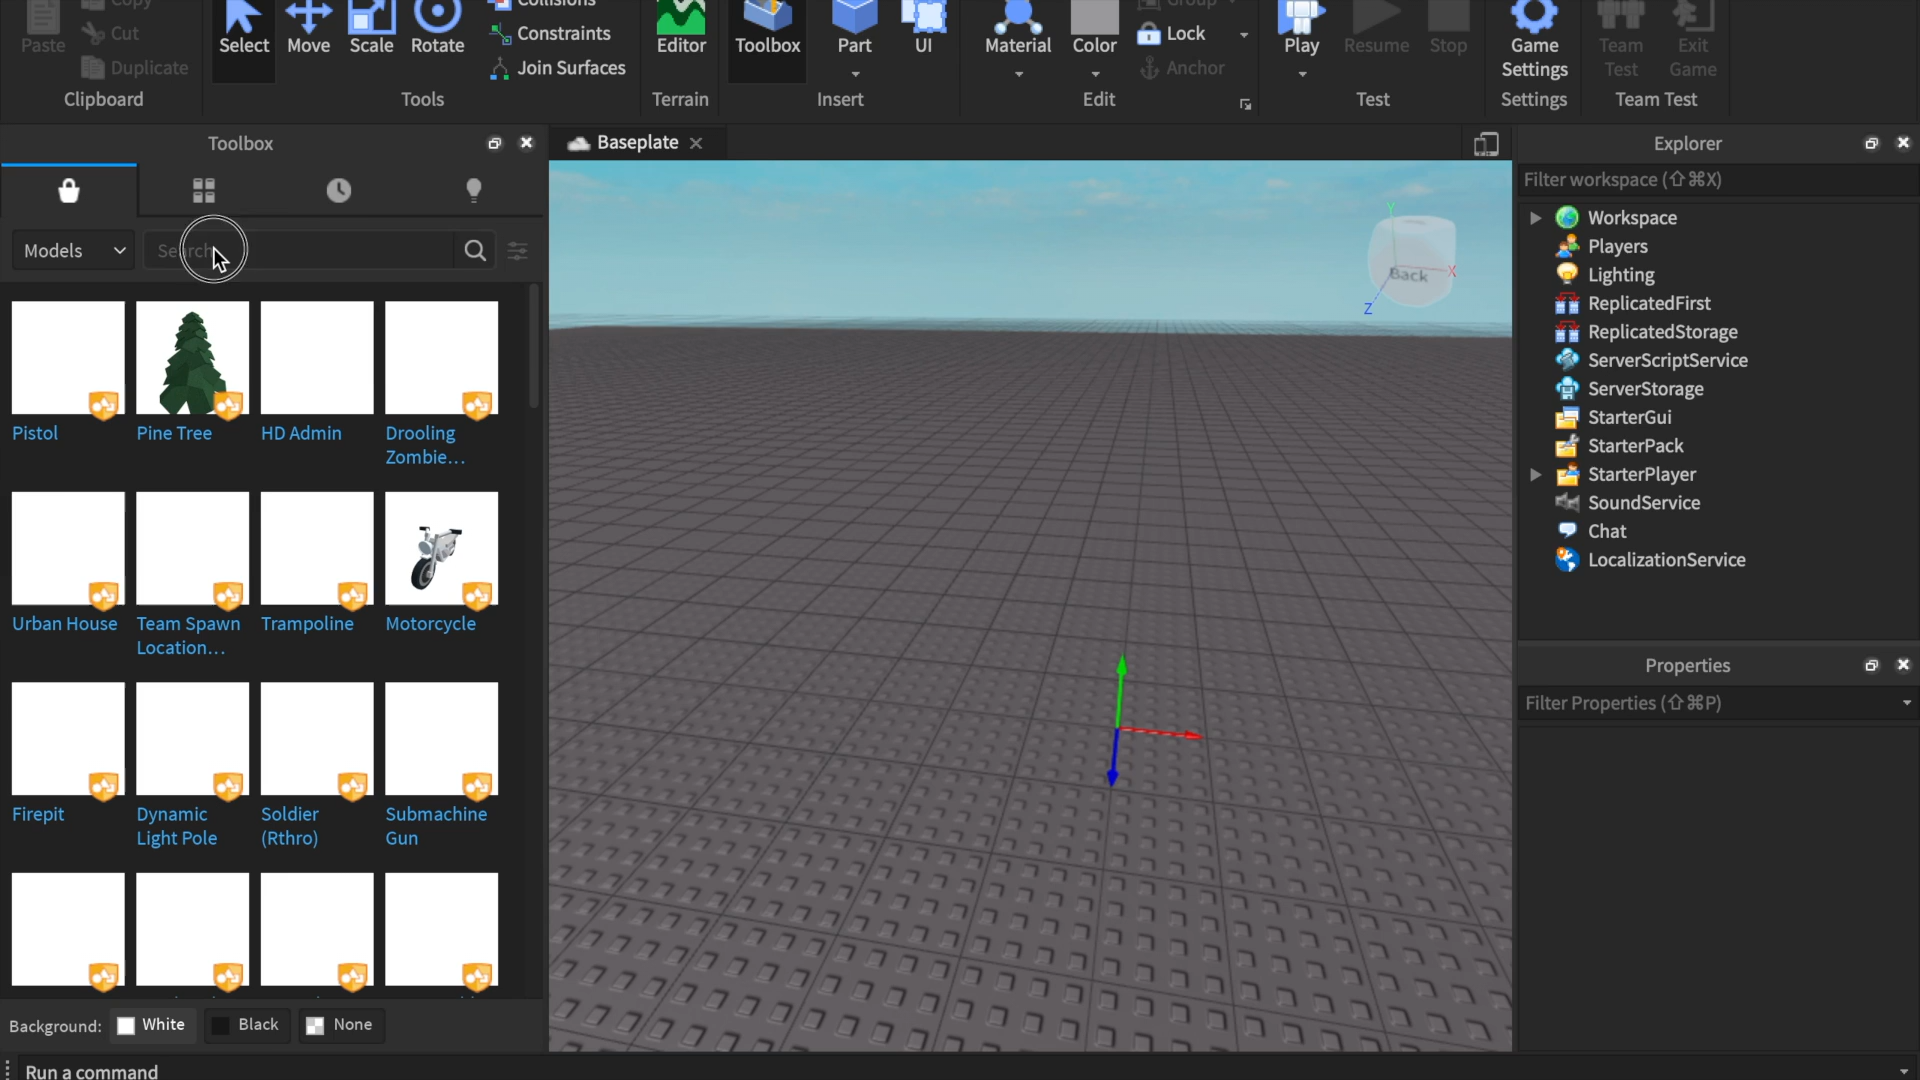 Copy
Collisions
Group
Paste
Cut
Duplicate
Clipboard
Select
Move
Scale
Rotate
Constraints
Join Surfaces
Tools
Editor
Terrain
Toolbox
Part
UI
Insert
Material
Color
Lock
Anchor
Edit
Play
Resume
Stop
Test
Game
Settings
Settings
Team
Test
Exit
Game
Team Test
Toolbox
Models
Search
Pistol
Pine Tree
HD Admin
Drooling
Zombie...
Urban House
Team Spawn
Location...
Trampoline
Motorcycle
Firepit
Dynamic
Light Pole
Soldier
(Rthro)
Submachine
Gun
Background:
White
Black
None
Run a command
Baseplate
Y
Back
X
Z
Explorer
Filter workspace (⇧⌘X)
Workspace
Players
Lighting
ReplicatedFirst
ReplicatedStorage
ServerScriptService
ServerStorage
StarterGui
StarterPack
StarterPlayer
SoundService
Chat
LocalizationService
Properties
Filter Properties (⇧⌘P)